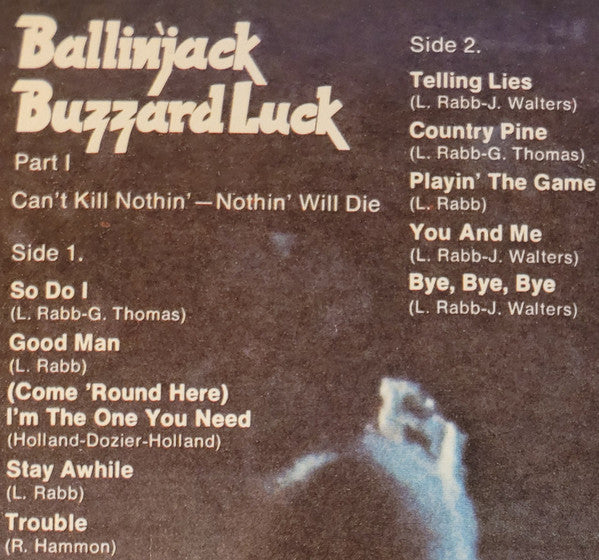 Ballin'jack
Buzzard Luck
Part I
Can't Kill Nothin'—Nothin' Will Die
Side 1.
So Do I
(L. Rabb-G. Thomas)
Good Man
(L. Rabb)
(Come 'Round Here)
I'm The One You Need
(Holland-Dozier-Holland)
Stay Awhile
(L. Rabb)
Trouble
(R. Hammon)
Side 2.
Telling Lies
(L. Rabb-J. Walters)
Country Pine
(L. Rabb-G. Thomas)
Playin' The Game
(L. Rabb)
You And Me
(L. Rabb-J. Walters)
Bye, Bye, Bye
(L. Rabb-J. Walters)